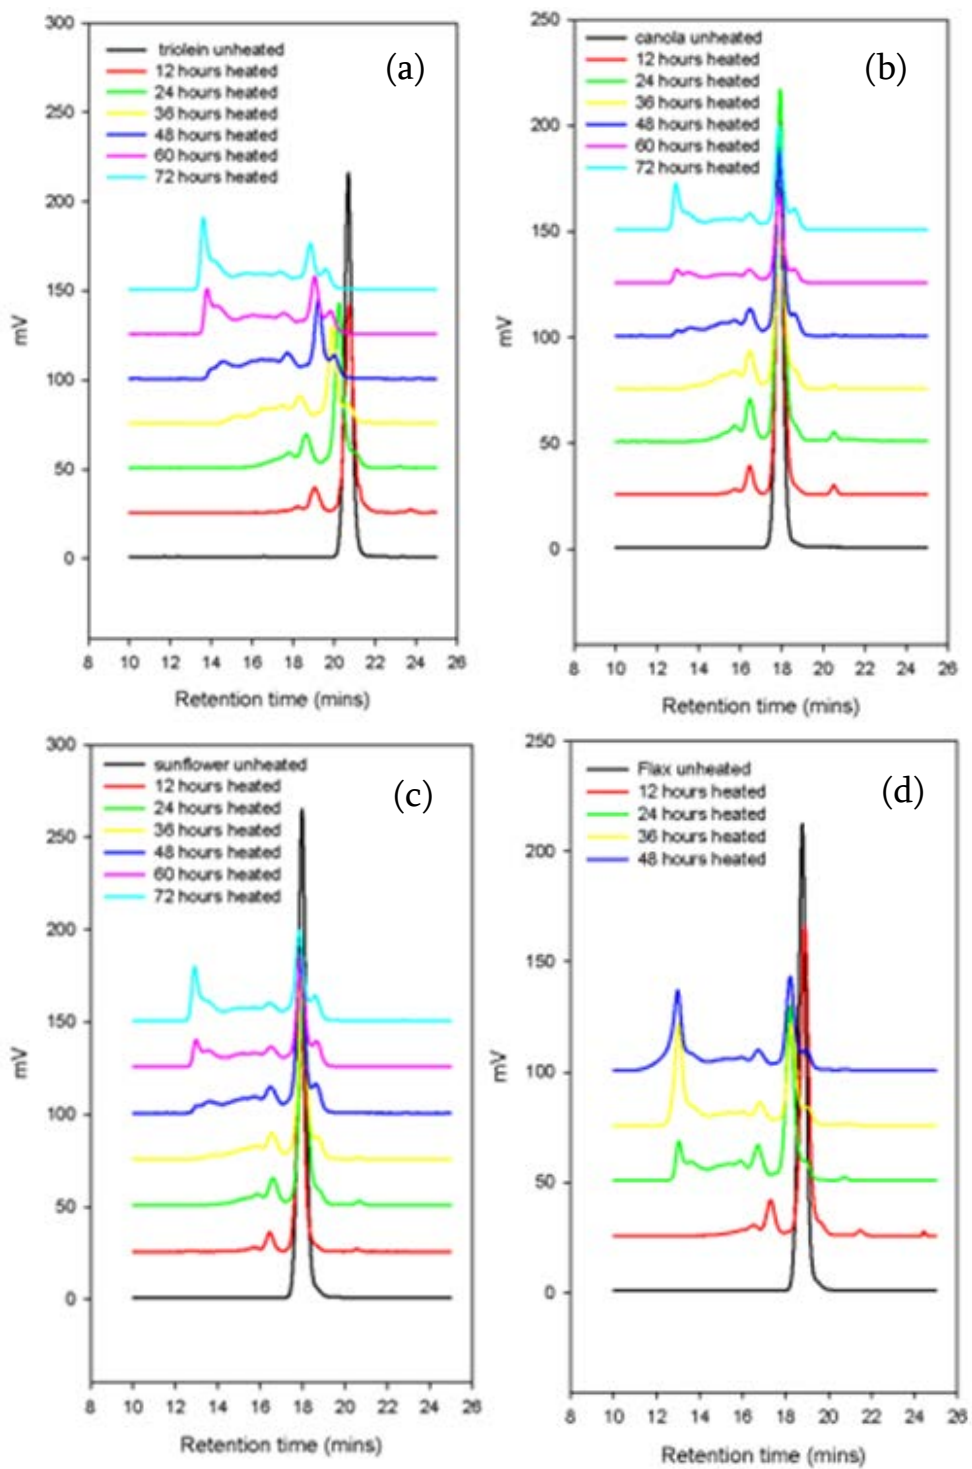 300
250
200
150
100
50
0
mV
triolein unheated
12 hours heated
24 hours heated
36 hours heated
48 hours heated
60 hours heated
72 hours heated
(a)
8 10 12 14 16 18 20 22 24 26
Retention time (mins)
250
200
150
100
50
0
mV
canola unheated
12 hours heated
24 hours heated
36 hours heated
48 hours heated
60 hours heated
72 hours heated
(b)
8 10 12 14 16 18 20 22 24 26
Retention time (mins)
300
250
200
150
100
50
0
mV
sunflower unheated
12 hours heated
24 hours heated
36 hours heated
48 hours heated
60 hours heated
72 hours heated
(c)
8 10 12 14 16 18 20 22 24 26
Retention time (mins)
250
200
150
100
50
0
mV
Flax unheated
12 hours heated
24 hours heated
36 hours heated
48 hours heated
(d)
8 10 12 14 16 18 20 22 24 26
Retention time (mins)